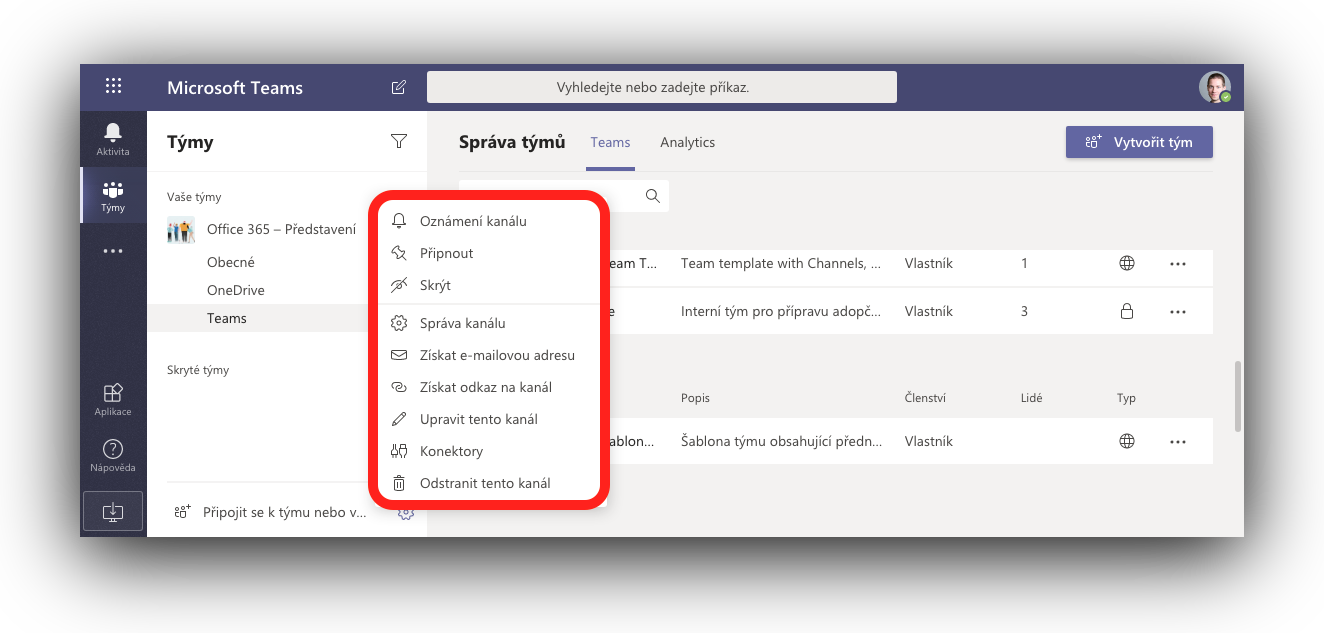 Microsoft Teams
Vyhledejte nebo zadejte příkaz.
Aktivita
Týmy
Aplikace
Nápověda
Týmy
Vaše týmy
Office 365 – Představení
Obecné
OneDrive
Teams
Skryté týmy
Připojit se k týmu nebo v...
Oznámení kanálu
Připnout
Skrýt
Správa kanálu
Získat e-mailovou adresu
Získat odkaz na kanál
Upravit tento kanál
Konektory
Odstranit tento kanál
Správa týmů Teams Analytics
Vytvořit tým
eam T... Team template with Channels, ... Vlastník 1
e Interní tým pro přípravu adopč... Vlastník 3
Popis Členství Lidé Typ
ablon... Šablona týmu obsahující předn... Vlastník